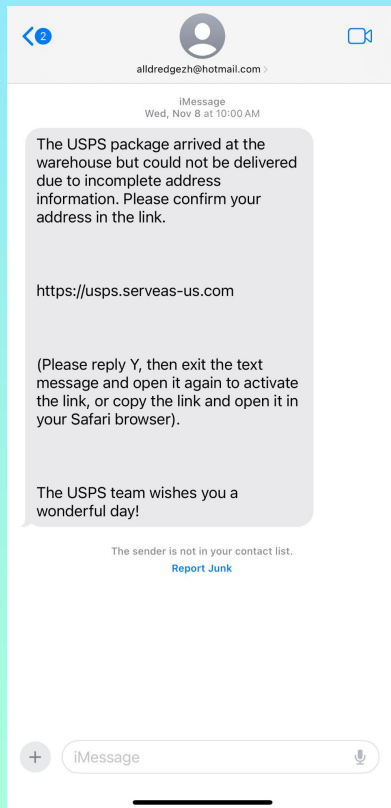 2
alldredgezh@hotmail.com >
iMessage
Wed, Nov 8 at 10:00 AM
The USPS package arrived at the
warehouse but could not be delivered
due to incomplete address
information. Please confirm your
address in the link.
https://usps.serveas-us.com
(Please reply Y, then exit the text
message and open it again to activate
the link, or copy the link and open it in
your Safari browser).
The USPS team wishes you a
wonderful day!
The sender is not in your contact list.
Report Junk
iMessage